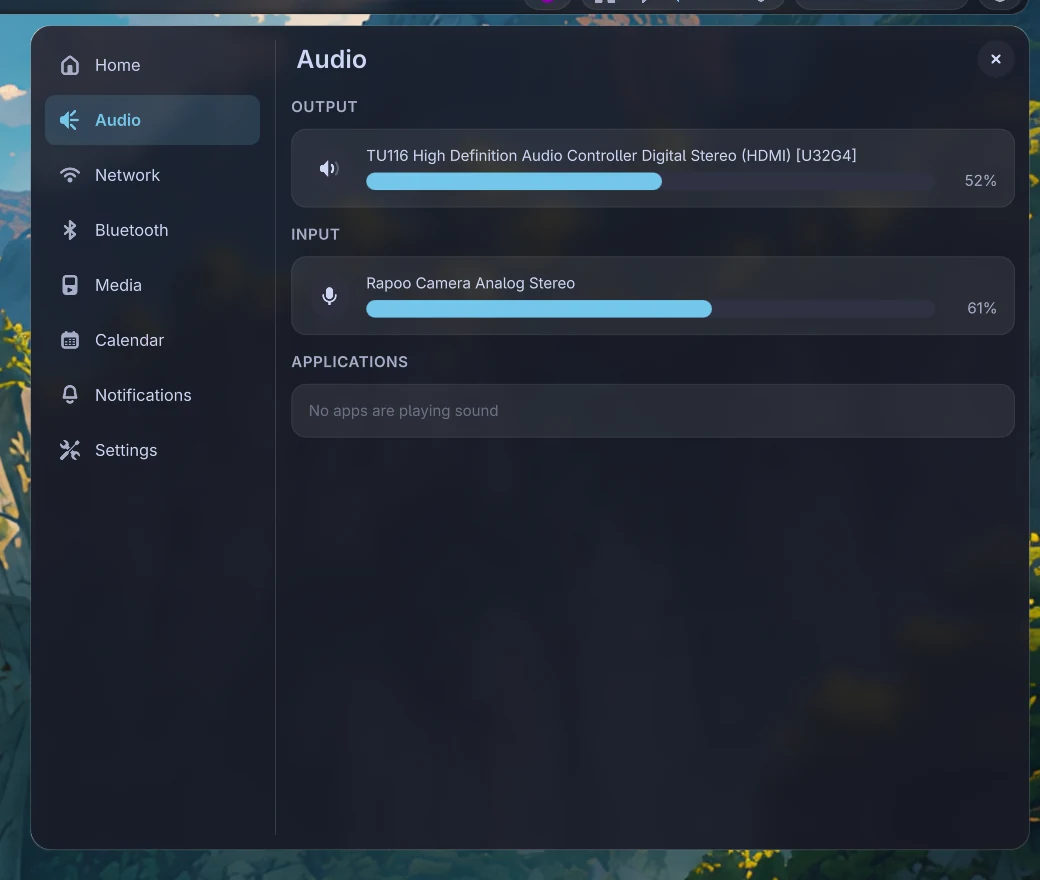 Home
Audio
Network
Bluetooth
Media
Calendar
Notifications
Settings
Audio
OUTPUT
TU116 High Definition Audio Controller Digital Stereo (HDMI) [U32G4]
52%
INPUT
Rapoo Camera Analog Stereo
61%
APPLICATIONS
No apps are playing sound